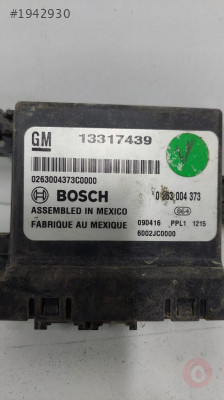 #1942930
GM 13317439
0263004373C0000
BOSCH 0 263 004 373
ASSEMBLED IN MEXICO 864
FABRIQUE AU MEXIQUE 090416 PPL1 1215
6002JC0000